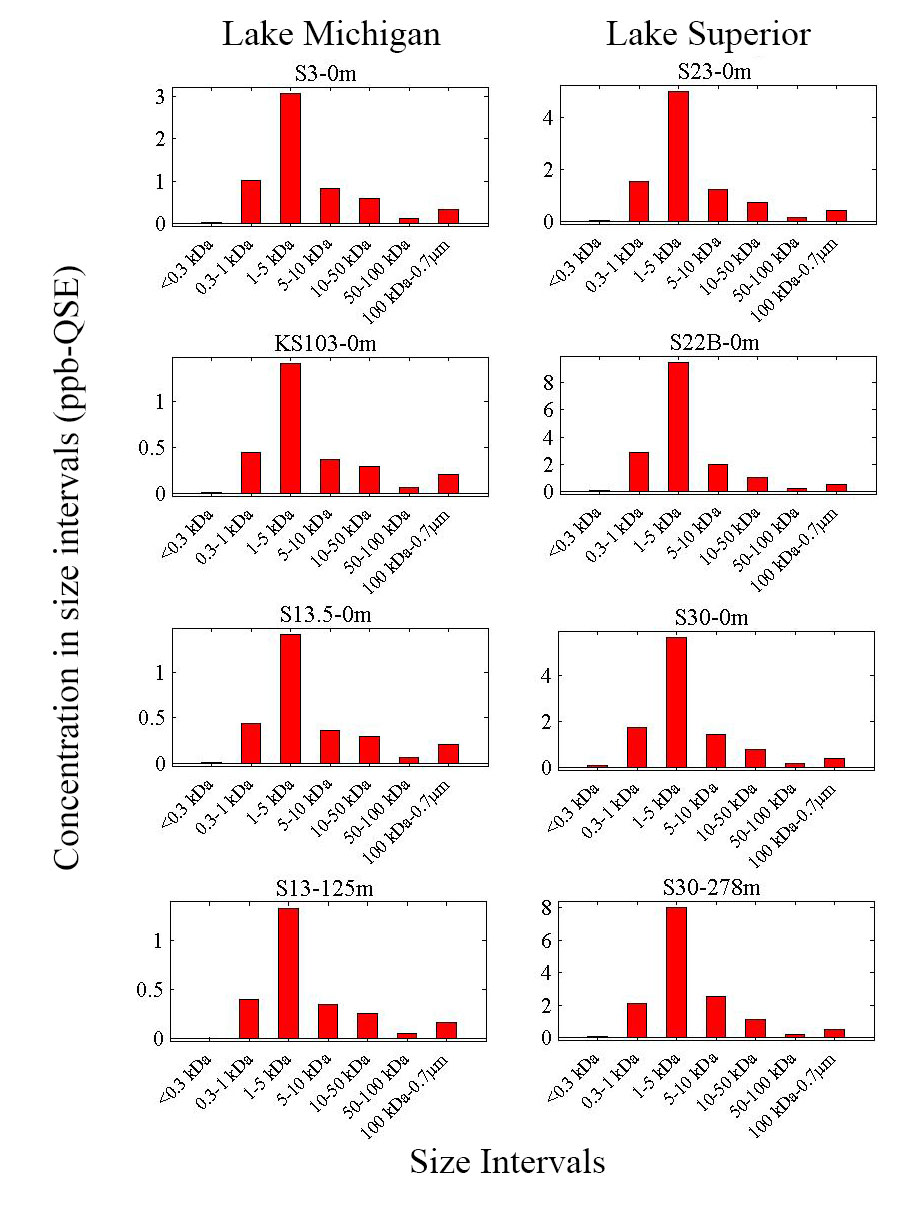 Lake Michigan
Lake Superior
Concentration in size intervals (ppb-QSE)
S3-0m
3
2
1
0
<0.3 kDa
0.3-1 kDa
1-5 kDa
5-10 kDa
10-50 kDa
50-100 kDa
100 kDa-0.7µm
S23-0m
4
2
0
<0.3 kDa
0.3-1 kDa
1-5 kDa
5-10 kDa
10-50 kDa
50-100 kDa
100 kDa-0.7µm
KS103-0m
1
0.5
0
<0.3 kDa
0.3-1 kDa
1-5 kDa
5-10 kDa
10-50 kDa
50-100 kDa
100 kDa-0.7µm
S22B-0m
8
6
4
2
0
<0.3 kDa
0.3-1 kDa
1-5 kDa
5-10 kDa
10-50 kDa
50-100 kDa
100 kDa-0.7µm
S13.5-0m
1
0.5
0
<0.3 kDa
0.3-1 kDa
1-5 kDa
5-10 kDa
10-50 kDa
50-100 kDa
100 kDa-0.7µm
S30-0m
4
2
0
<0.3 kDa
0.3-1 kDa
1-5 kDa
5-10 kDa
10-50 kDa
50-100 kDa
100 kDa-0.7µm
S13-125m
1
0.5
0
<0.3 kDa
0.3-1 kDa
1-5 kDa
5-10 kDa
10-50 kDa
50-100 kDa
100 kDa-0.7µm
S30-278m
8
6
4
2
0
<0.3 kDa
0.3-1 kDa
1-5 kDa
5-10 kDa
10-50 kDa
50-100 kDa
100 kDa-0.7µm
Size Intervals